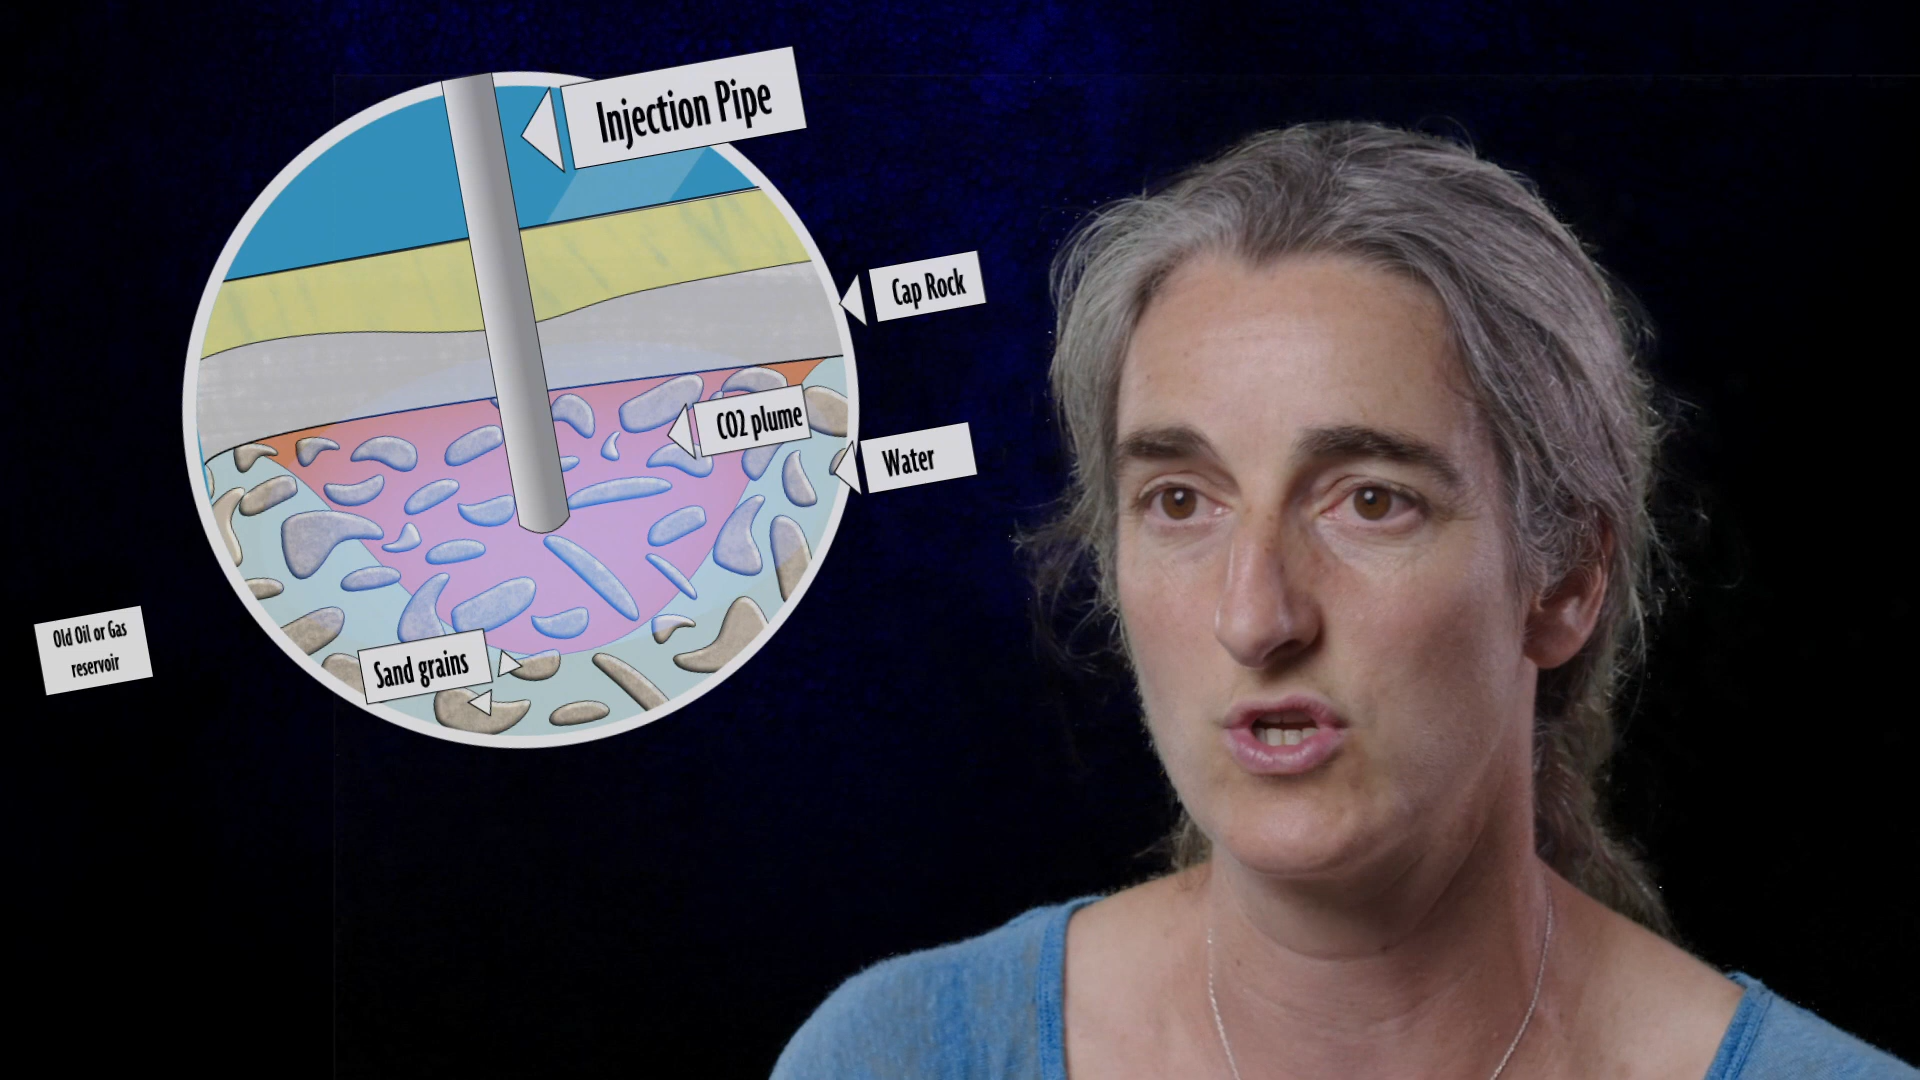 Injection Pipe
Cap Rock
CO2 plume
Water
Old Oil or Gas
reservoir
Sand grains